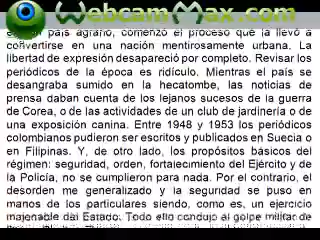 WebcamMax.com
país agrario, comenzó el proceso que la llevó a
convertirse en una nación mentirosamente urbana. La
libertad de expresión desapareció por completo. Revisar los
periódicos de la época es ridículo. Mientras el país se
desangraba sumido en la hecatombe, las noticias de
prensa daban cuenta de los lejanos sucesos de la guerra
de Corea, o de las actividades de un club de jardinería o de
una exposición canina. Entre 1948 y 1953 los periódicos
colombianos pudieron ser escritos y publicados en Suecia o
en Filipinas. Y, de otro lado, los propósitos básicos del
régimen: seguridad, orden, fortalecimiento del Ejército y de
la Policía, no se cumplieron para nada. Por el contrario, el
desorden me generalizado y la seguridad se puso en
manos de los particulares siendo, como es, un ejercicio
del Estado. Todo ello condujo al golpe militar de